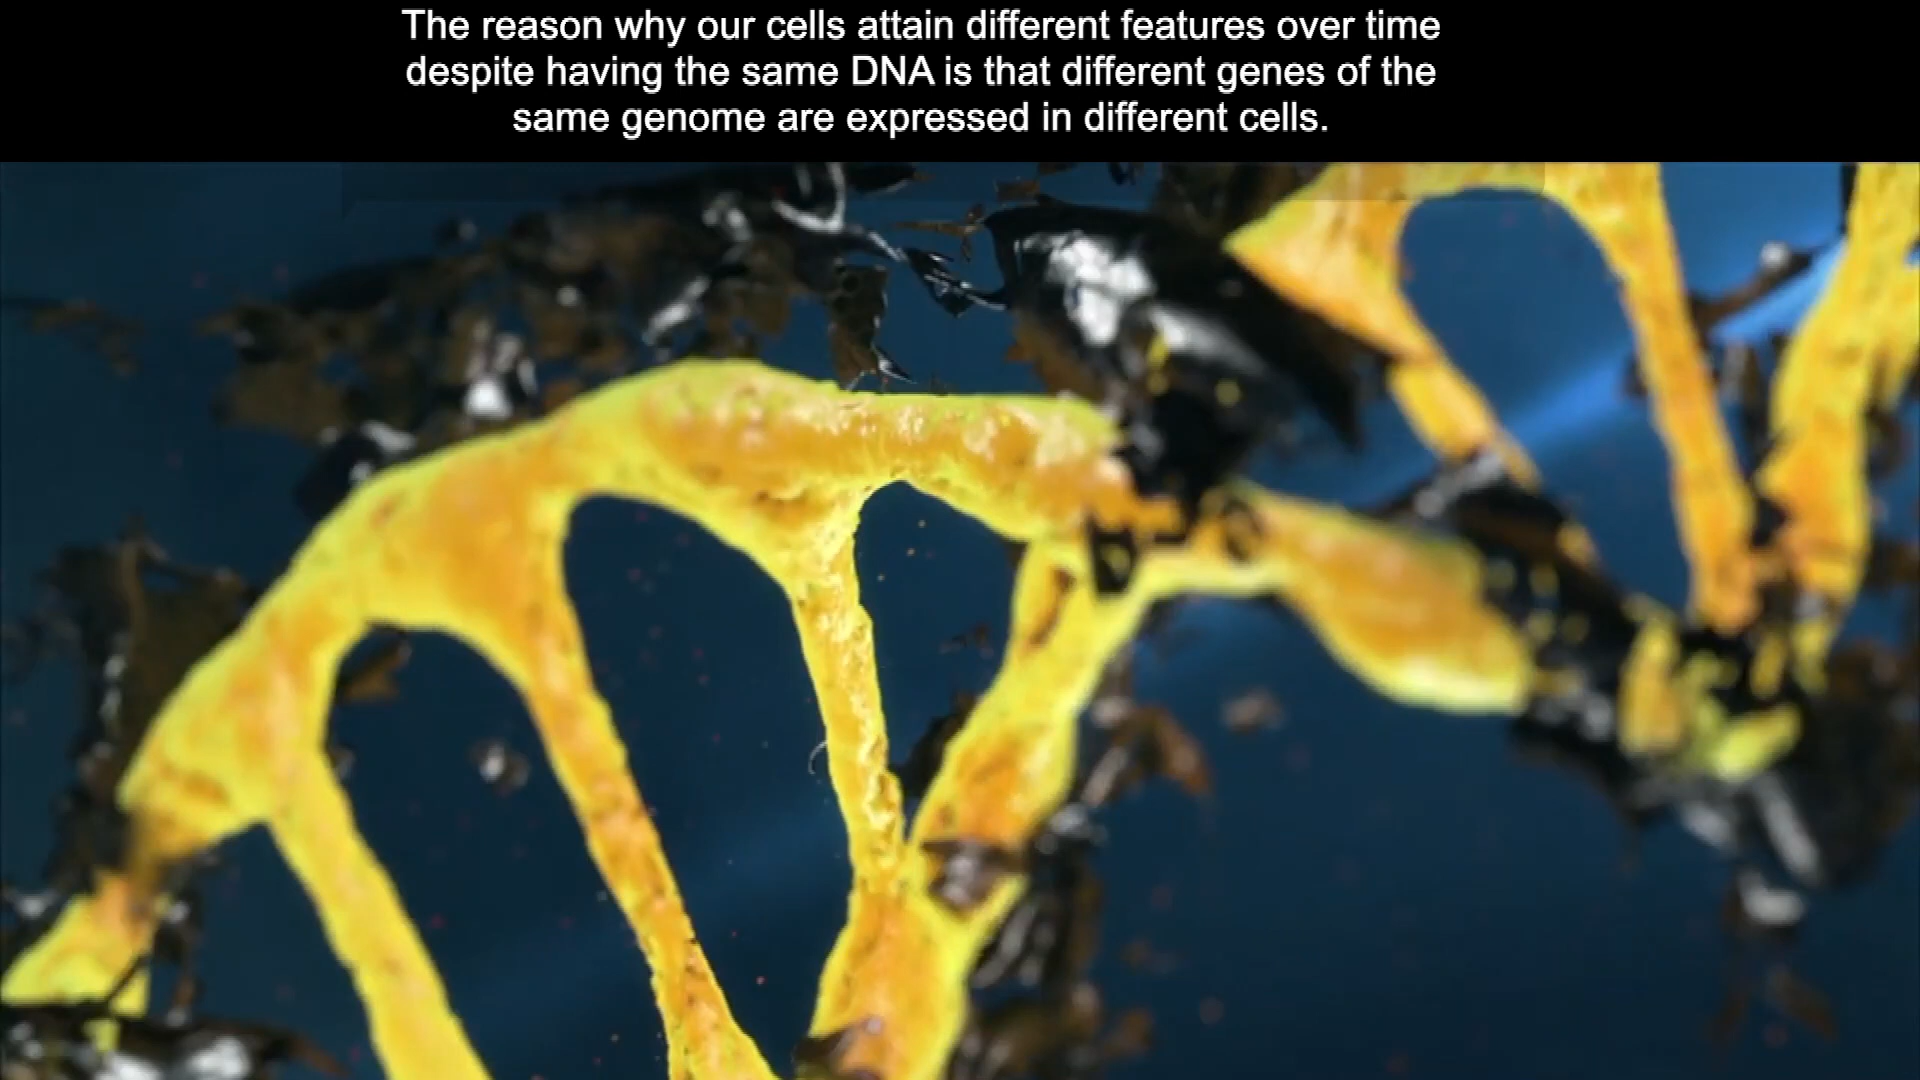 The reason why our cells attain different features over time
despite having the same DNA is that different genes of the
same genome are expressed in different cells.